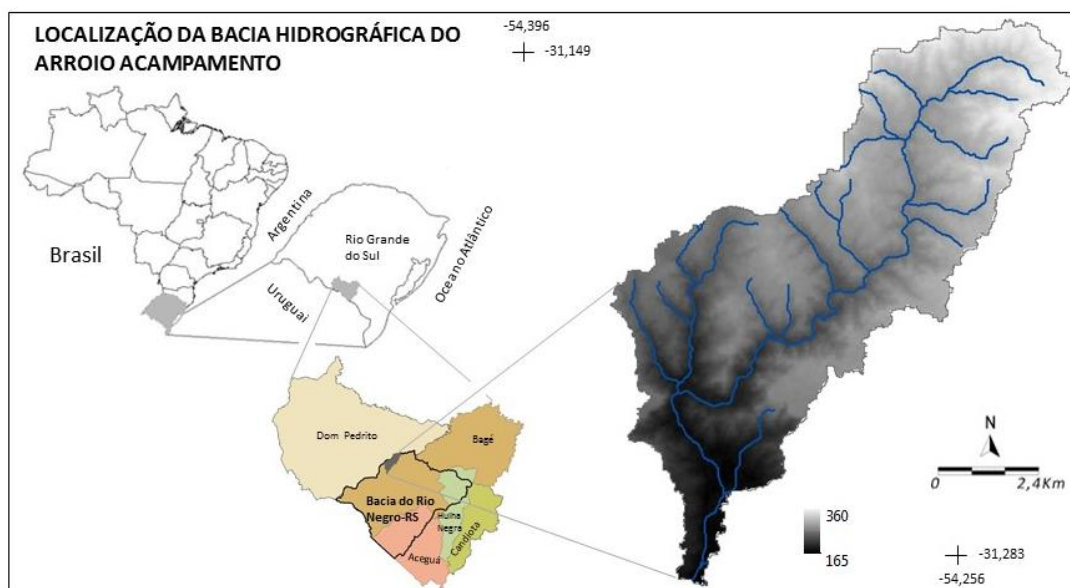 LOCALIZAÇÃO DA BACIA HIDROGRÁFICA DO
ARROIO ACAMPAMENTO
-54,396
-31,149
Brasil
Argentina
Rio Grande
do Sul
Uruguai
Oceano Atlântico
Dom Pedrito
Bagé
Bacia do Rio
Negro-RS
Hulha
Negra
Candiota
Aceguá
N
0 2,4Km
360
165
-31,283
-54,256